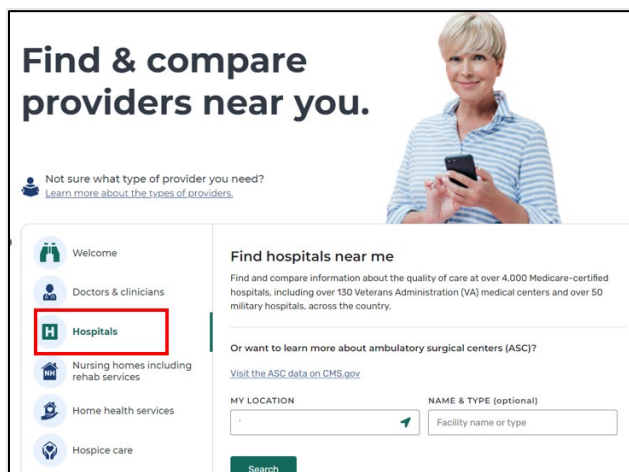 Find & compare
providers near you.
Not sure what type of provider you need?
Learn more about the types of providers.
Welcome
Doctors & clinicians
H
Hospitals
NH
Nursing homes including
rehab services
Home health services
Hospice care
Find hospitals near me
Find and compare information about the quality of care at over 4,000 Medicare-certified
hospitals, including over 130 Veterans Administration (VA) medical centers and over 50
military hospitals, across the country.
Or want to learn more about ambulatory surgical centers (ASC)?
Visit the ASC data on CMS.gov
MY LOCATION
NAME & TYPE (optional)
Facility name or type
Search